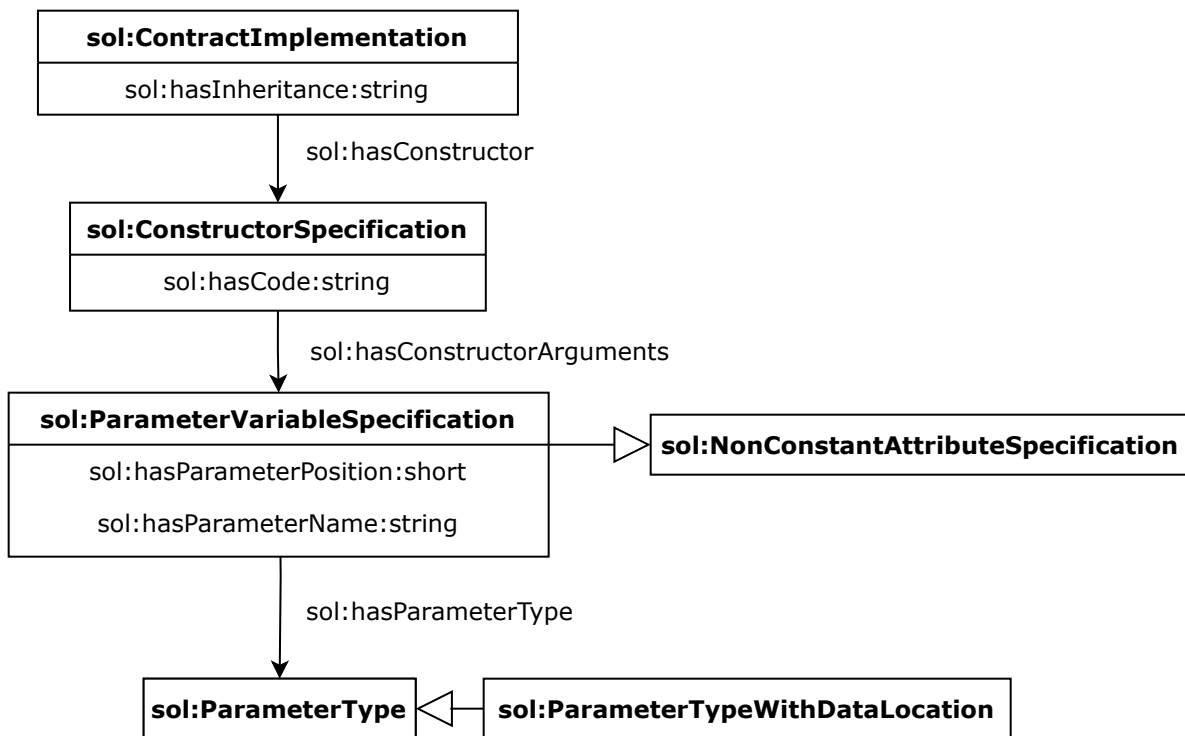 sol:ContractImplementation
sol:hasInheritance:string
sol:hasConstructor
sol:ConstructorSpecification
sol:hasCode:string
sol:hasConstructorArguments
sol:ParameterVariableSpecification
sol:NonConstantAttributeSpecification
sol:hasParameterPosition:short
sol:hasParameterName:string
sol:hasParameterType
sol:ParameterType
sol:ParameterTypeWithDataLocation